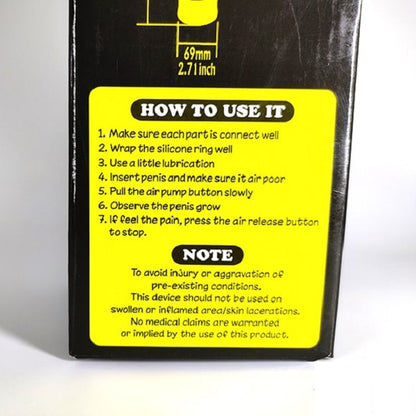 69mm
2.71inch
HOW TO USE IT
1. Make sure each part is connect well
2. Wrap the silicone ring well
3. Use a little lubrication
4. Insert penis and make sure it air poor
5. Pull the air pump button slowly
6. Observe the penis grow
7. If feel the pain, press the air release button
to stop.
NOTE
To avoid injury or aggravation of
pre-existing conditions.
This device should not be used on
swollen or inflamed area/skin lacerations.
No medical claims are warranted
or implied by the use of this product.